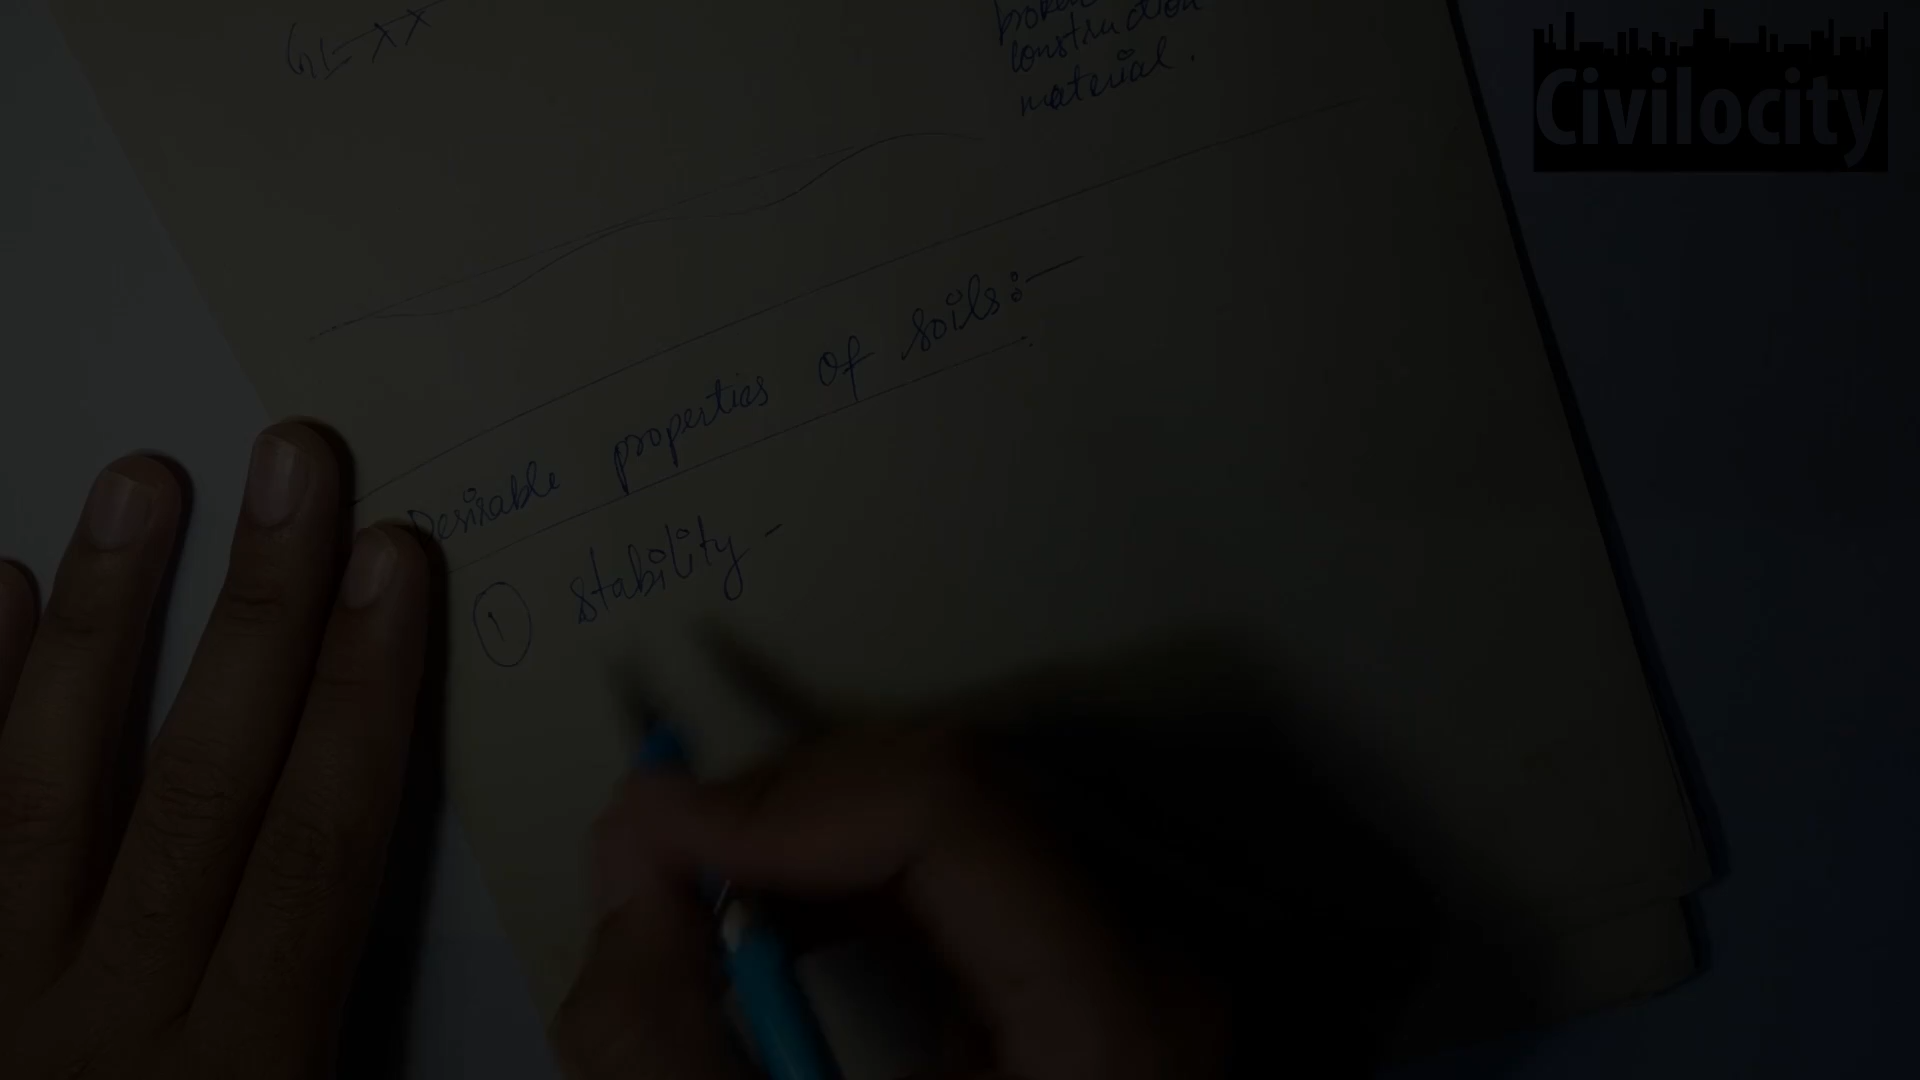 Civilocity
construction
material.
Desirable properties of soils:-
① stability -